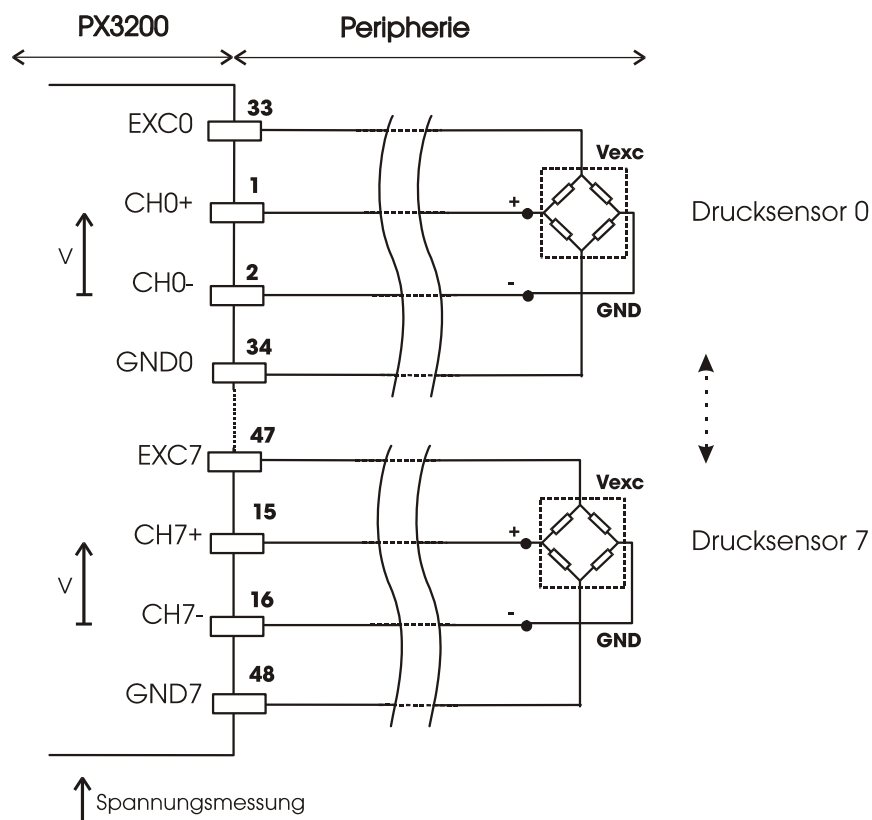 PX3200 Peripherie
33
EXC0
Vexc
1
CH0+
+
Drucksensor 0
V
2
CH0-
-
GND
34
GND0
47
EXC7
Vexc
15
CH7+
+
Drucksensor 7
V
16
CH7-
-
GND
48
GND7
Spannungsmessung